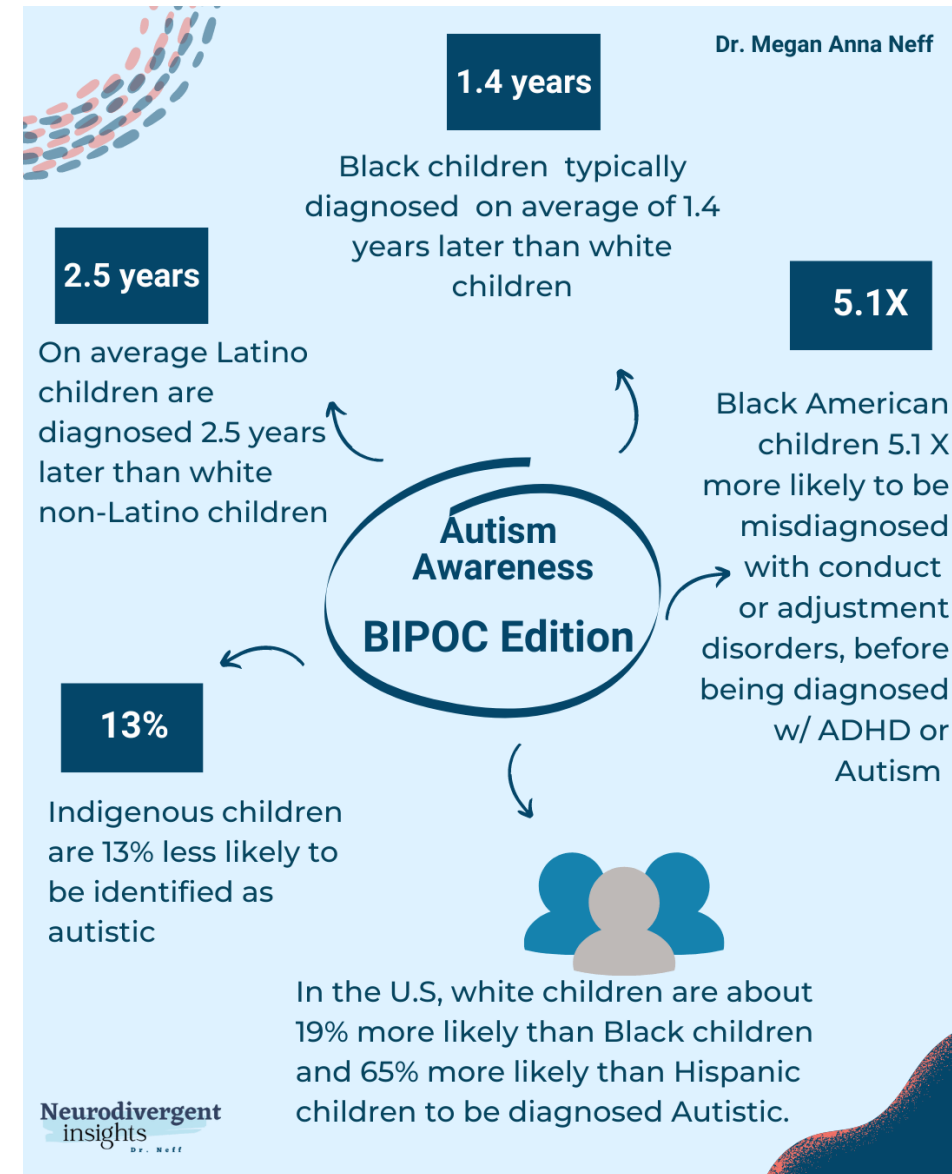 Dr. Megan Anna Neff
1.4 years
Black children typically
diagnosed on average of 1.4
years later than white
children
2.5 years
On average Latino
children are
diagnosed 2.5 years
later than white
non-Latino children
5.1X
Black American
children 5.1 X
more likely to be
misdiagnosed
with conduct
or adjustment
disorders, before
being diagnosed
w/ ADHD or
Autism
Autism
Awareness
BIPOC Edition
13%
Indigenous children
are 13% less likely to
be identified as
autistic
In the U.S, white children are about
19% more likely than Black children
and 65% more likely than Hispanic
children to be diagnosed Autistic.
Neurodivergent
insights
Dr. Neff